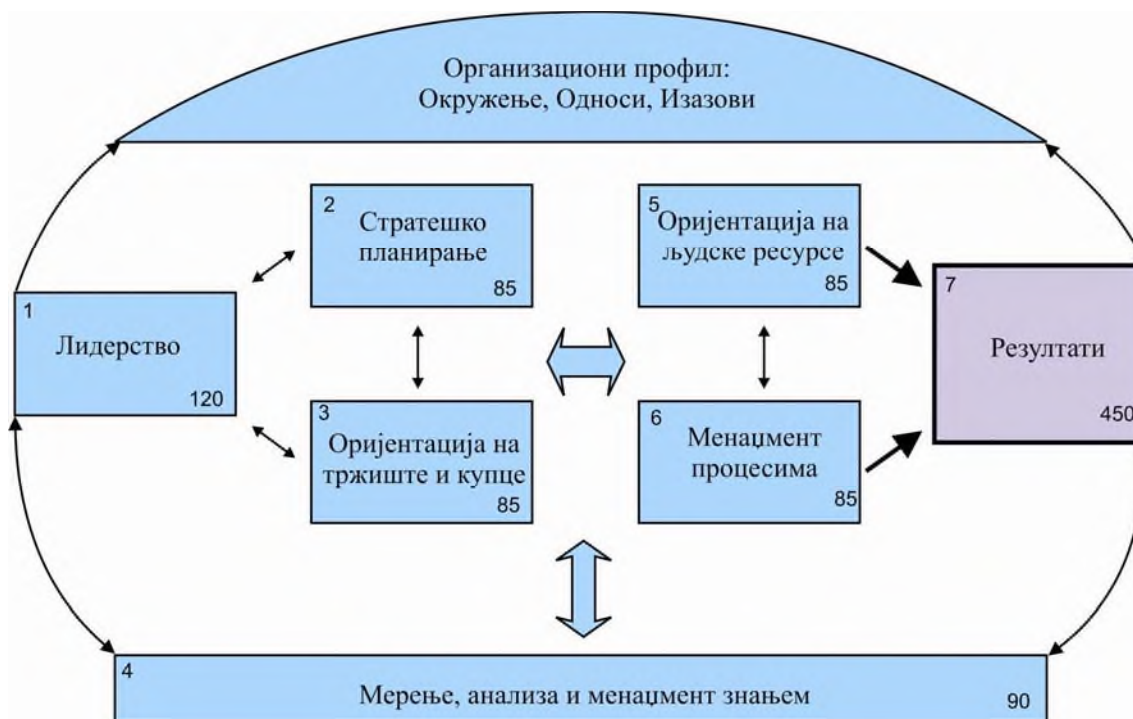 Организациони профил:
Окружење, Односи, Изазови
1
Лидерство
120
2
Стратешко
планирање
85
3
Оријентација на
тржиште и купце
85
5
Оријентација на
људске ресурсе
85
6
Менаџмент
процесима
85
7
Резултати
450
4
Мерење, анализа и менаџмент знањем
90